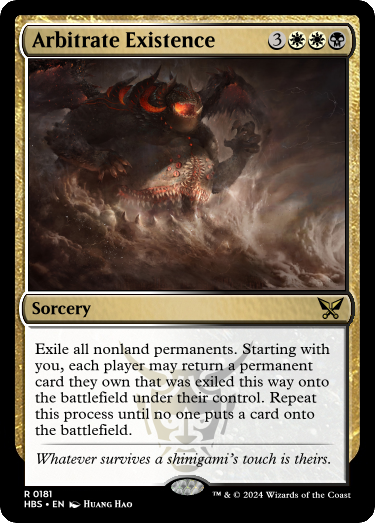 Arbitrate Existence 3
Sorcery
Exile all nonland permanents. Starting with
you, each player may return a permanent
card they own that was exiled this way onto
the battlefield under their control. Repeat
this process until no one puts a card onto
the battlefield.
Whatever survives a shinigami's touch is theirs.
R 0181
HBS • EN Huang Hao
™ & © 2024 Wizards of the Coast